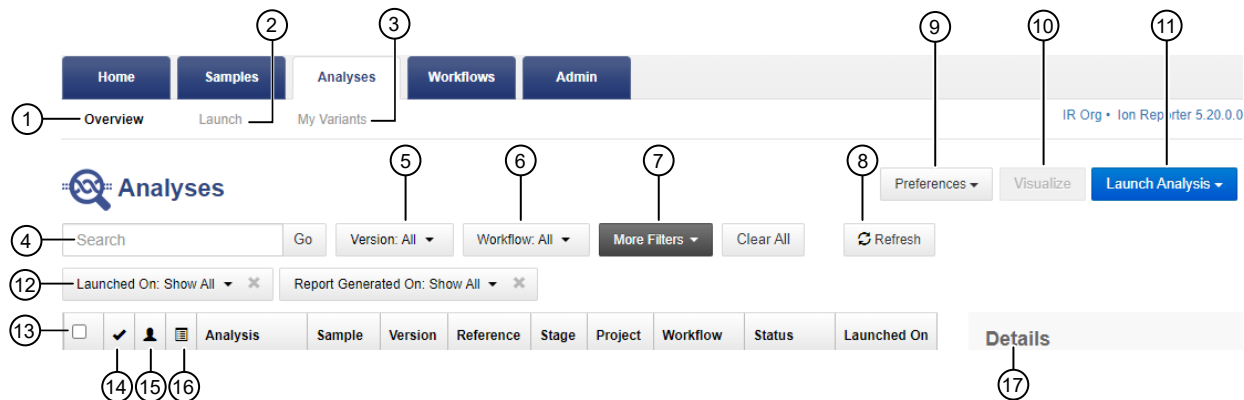 2 3 9 10 11
Home Samples Analyses Workflows Admin
1 Overview Launch My Variants IR Org • Ion Reporter 5.20.0.0
5 6 7 8
Analyses Preferences Visualize Launch Analysis
4 Search Go Version: All Workflow: All More Filters Clear All Refresh
12 Launched On: Show All Report Generated On: Show All
13 Analysis Sample Version Reference Stage Project Workflow Status Launched On Details
14 15 16 17